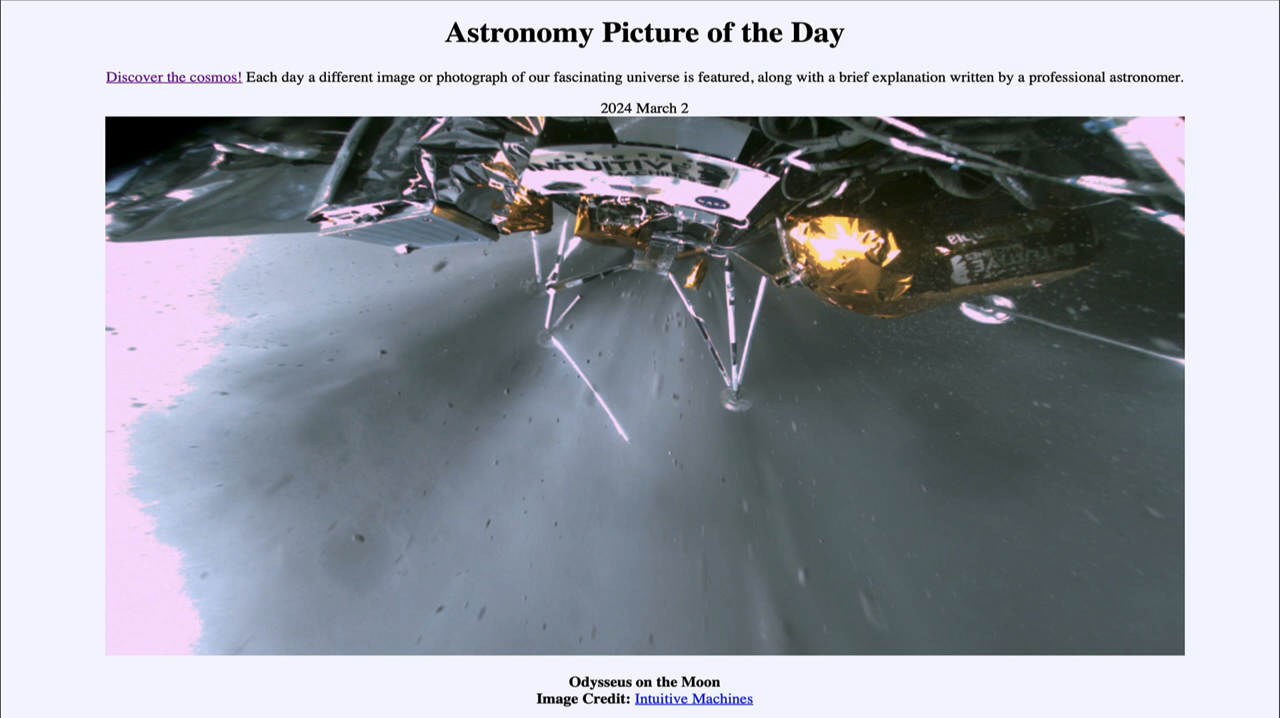 Astronomy Picture of the Day
Discover the cosmos! Each day a different image or photograph of our fascinating universe is featured, along with a brief explanation written by a professional astronomer.
2024 March 2
INTUITIVE
NASA
Odysseus on the Moon
Image Credit: Intuitive Machines